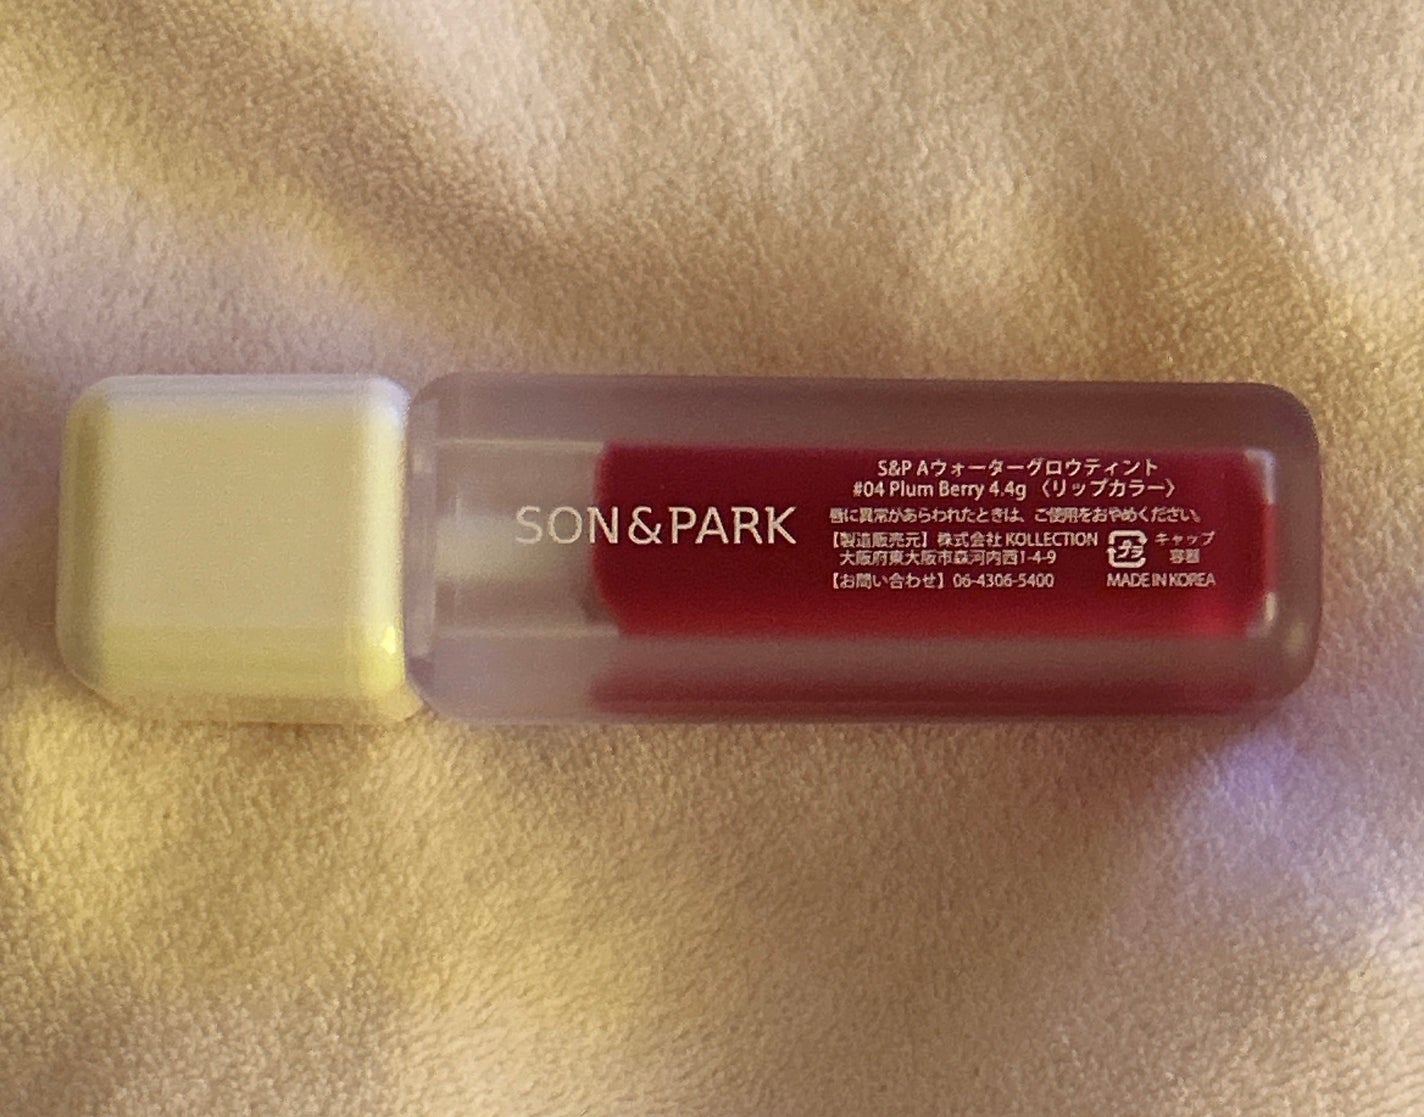 SON&PARK
S&P Aウォーターグロウティント
#04 Plum Berry 4.4g 〈リップカラー〉
唇に異常があらわれたときは、ご使用をおやめください。
【製造販売元】株式会社 KOLLECTION
大阪府東大阪市森河内西1-4-9
【お問い合わせ】06-4306-5400
プラ
キャップ
容器
MADE IN KOREA